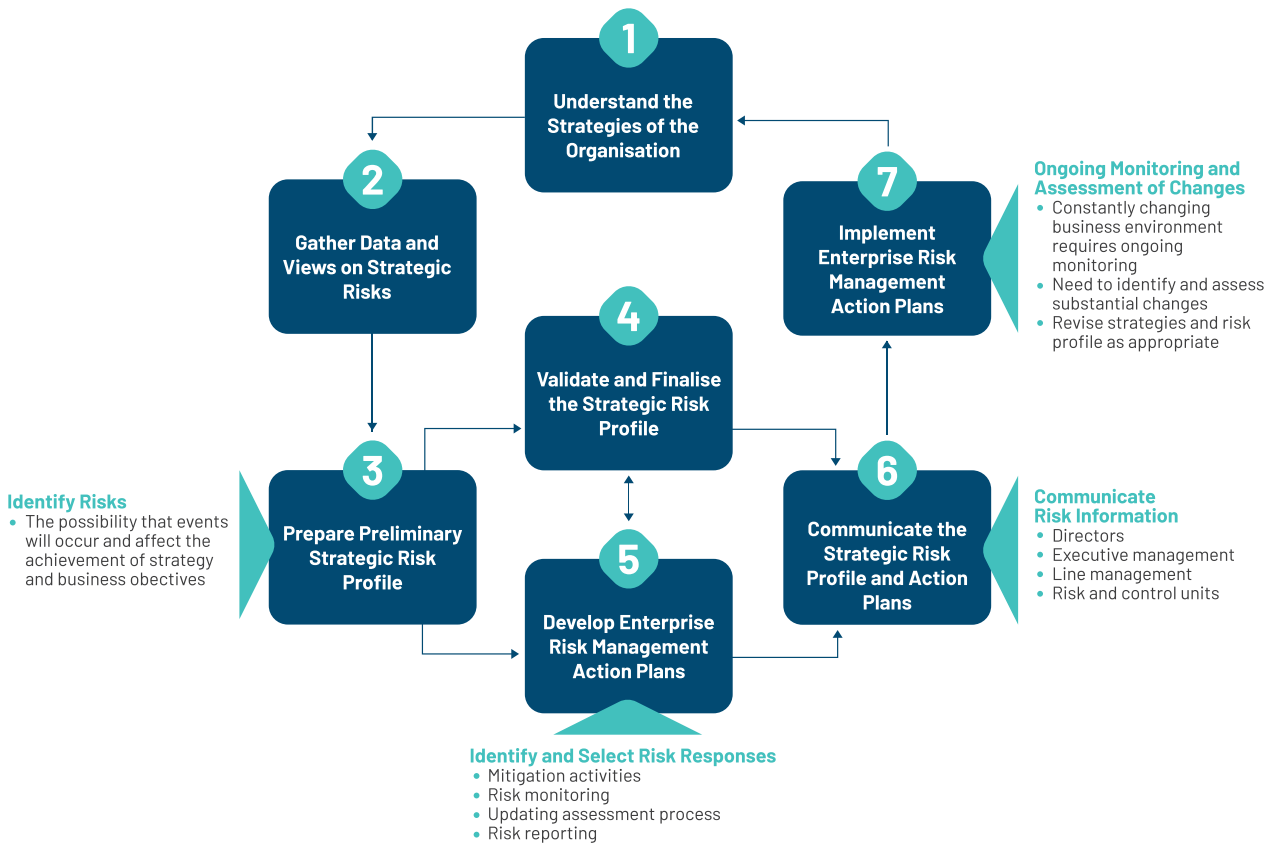 1
Understand the
Strategies of the
Organisation
2
Gather Data and
Views on Strategic
Risks
3
Prepare Preliminary
Strategic Risk
Profile
Identify Risks
• The possibility that events
will occur and affect the
achievement of strategy
and business obectives
4
Validate and Finalise
the Strategic Risk
Profile
5
Develop Enterprise
Risk Management
Action Plans
Identify and Select Risk Responses
• Mitigation activities
• Risk monitoring
• Updating assessment process
• Risk reporting
6
Communicate the
Strategic Risk
Profile and Action
Plans
Communicate
Risk Information
• Directors
• Executive management
• Line management
• Risk and control units
7
Implement
Enterprise Risk
Management
Action Plans
Ongoing Monitoring and
Assessment of Changes
• Constantly changing
business environment
requires ongoing
monitoring
• Need to identify and assess
substantial changes
• Revise strategies and risk
profile as appropriate